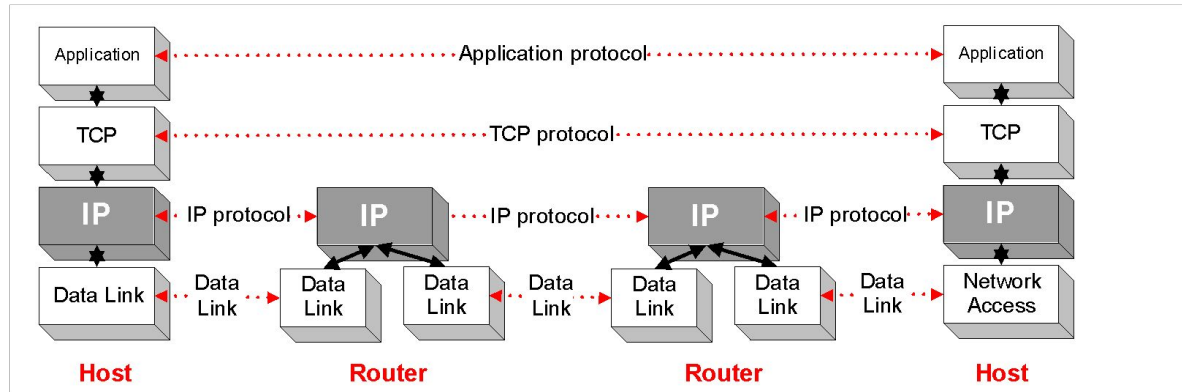 Application
Application protocol
Application
TCP
TCP protocol
TCP
IP
IP protocol
IP
IP protocol
IP
IP protocol
IP
Data Link
Data
Link
Data
Link
Data
Link
Data
Link
Data
Link
Data
Link
Data
Link
Network
Access
Host
Router
Router
Host